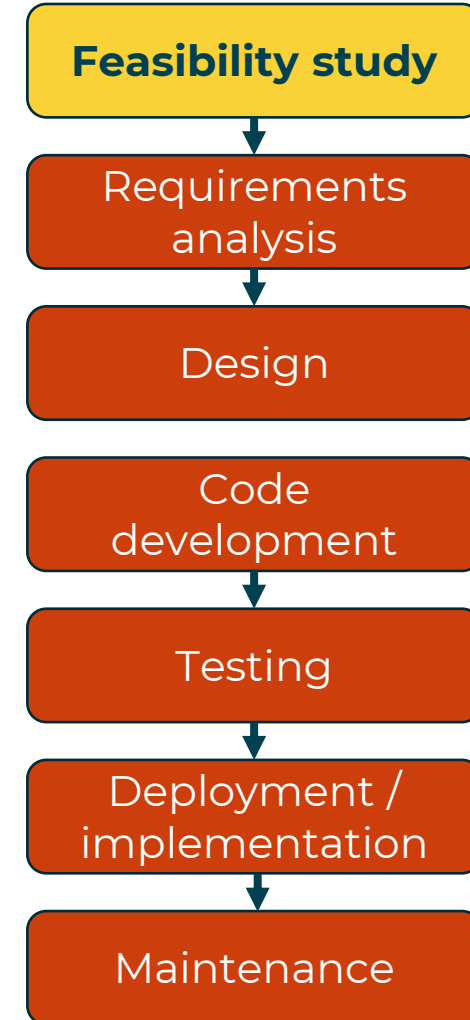 Feasibility study
Requirements
analysis
Design
Code
development
Testing
Deployment /
implementation
Maintenance